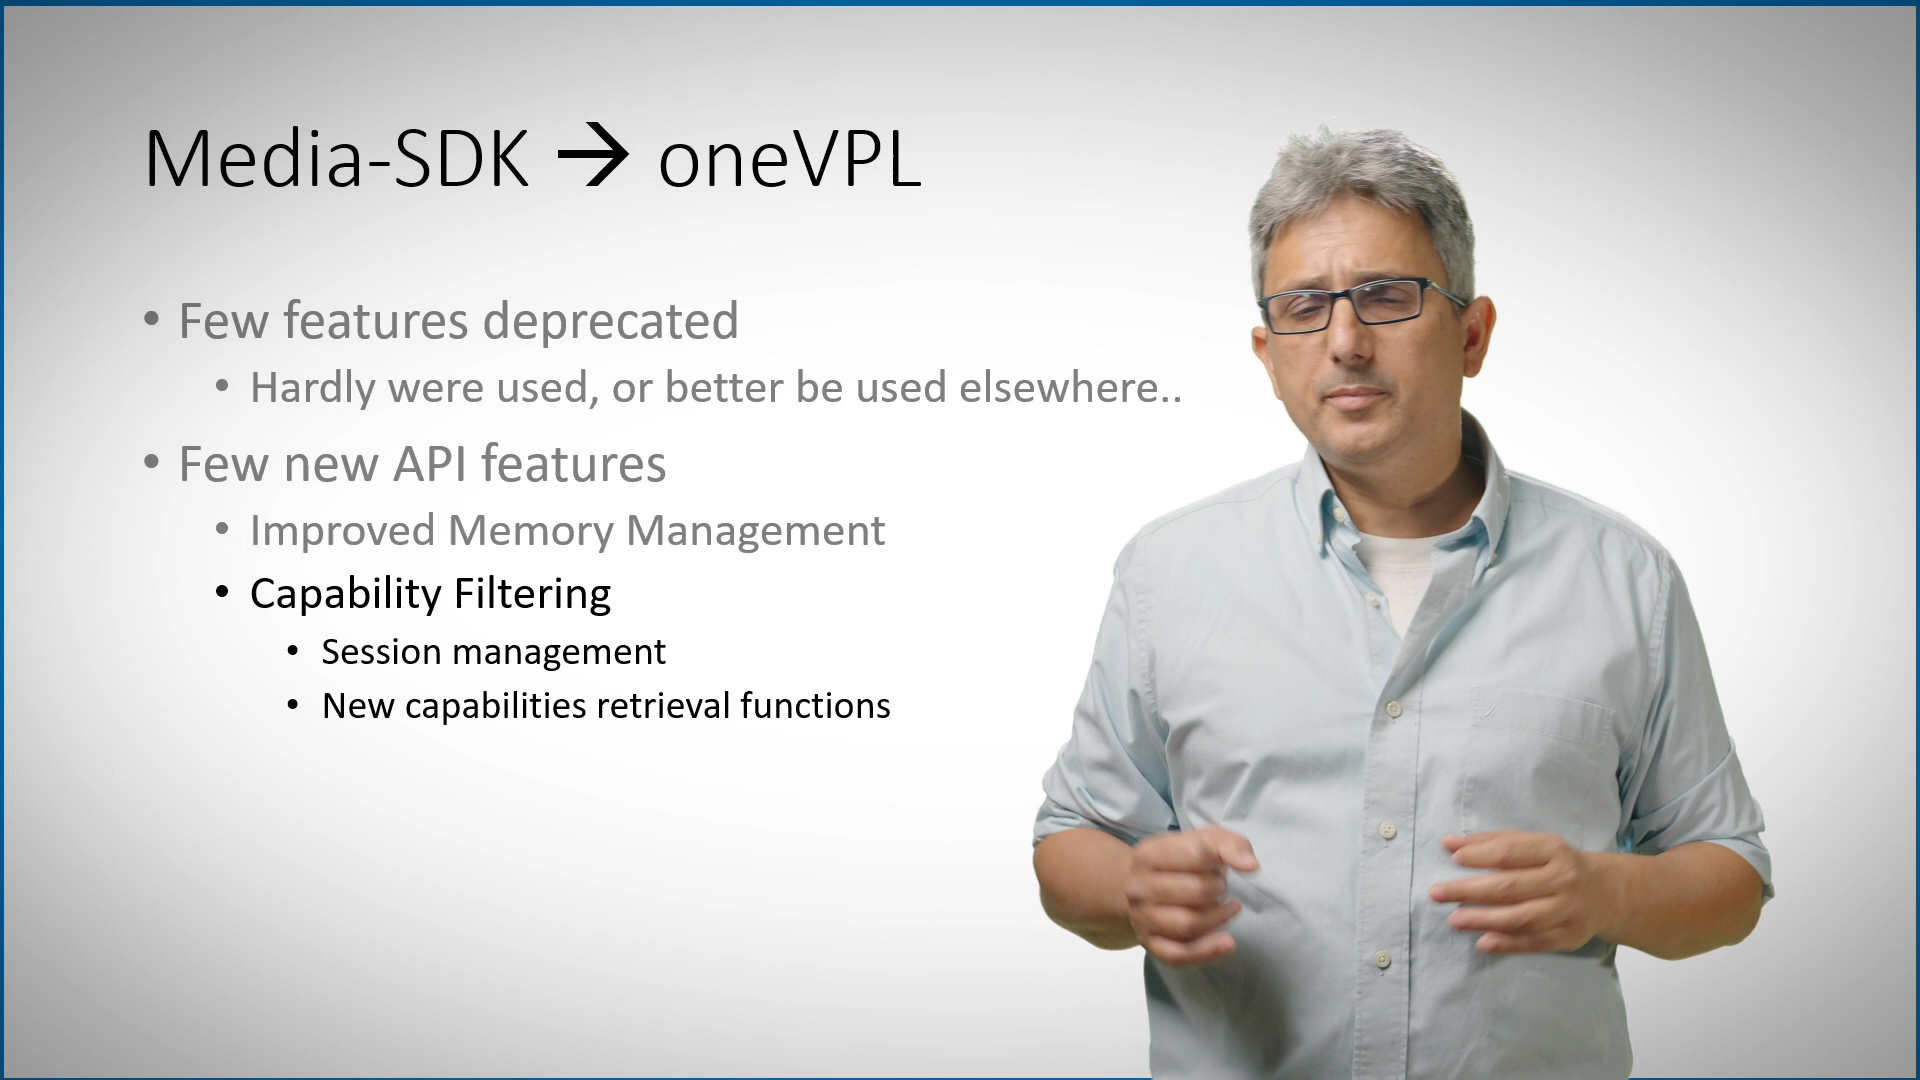 Media-SDK → oneVPL
• Few features deprecated
• Hardly were used, or better be used elsewhere..
• Few new API features
• Improved Memory Management
• Capability Filtering
• Session management
• New capabilities retrieval functions